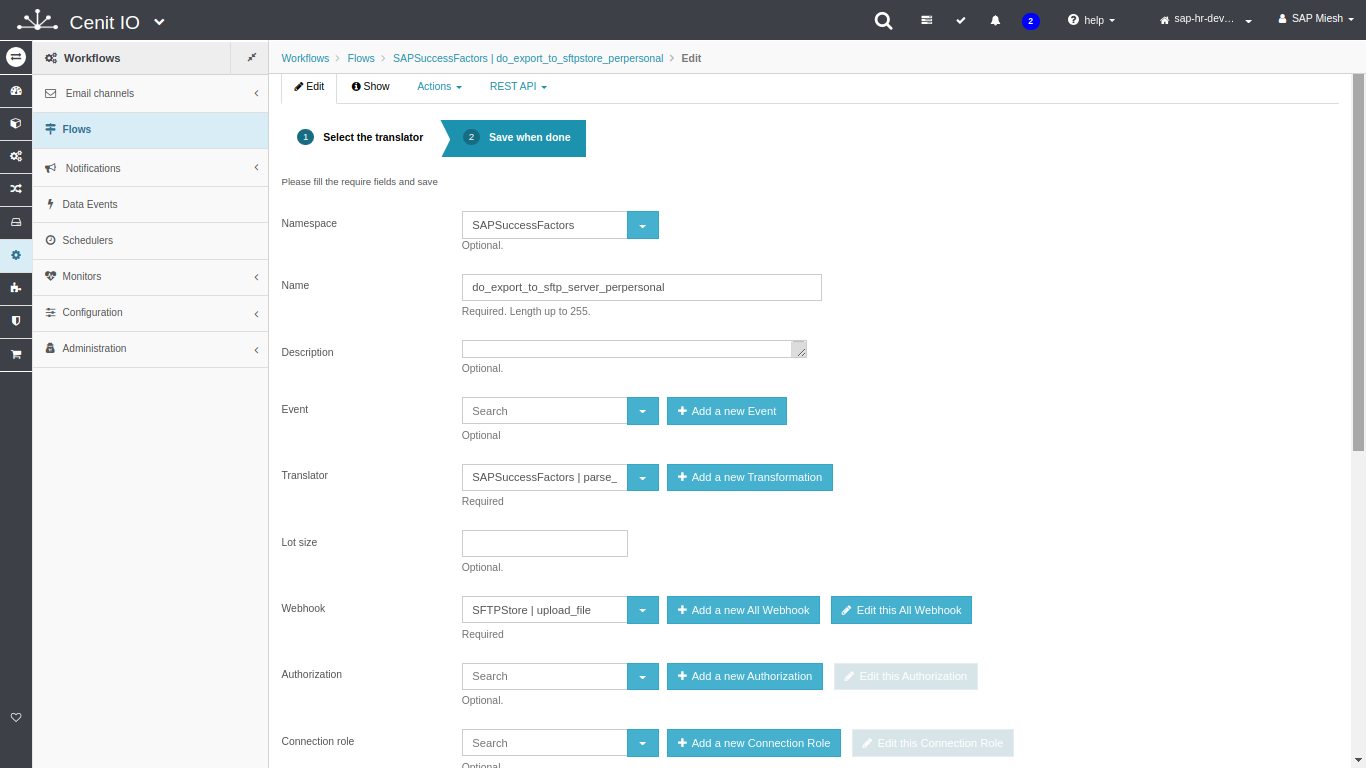 Cenit IO
2
help
sap-hr-dev...
SAP Miesh
Workflows
Email channels
Flows
Notifications
Data Events
Schedulers
Monitors
Configuration
Administration
Workflows > Flows > SAPSuccessFactors | do_export_to_sftpstore_perpersonal > Edit
Edit Show Actions REST API
1 Select the translator 2 Save when done
Please fill the require fields and save
Namespace SAPSuccessFactors
Optional.
Name do_export_to_sftp_server_perpersonal
Required. Length up to 255.
Description
Optional.
Event Search Add a new Event
Optional
Translator SAPSuccessFactors | parse_ Add a new Transformation
Required
Lot size
Optional.
Webhook SFTPStore | upload_file Add a new All Webhook Edit this All Webhook
Required
Authorization Search Add a new Authorization Edit this Authorization
Optional.
Connection role Search Add a new Connection Role Edit this Connection Role
Optional